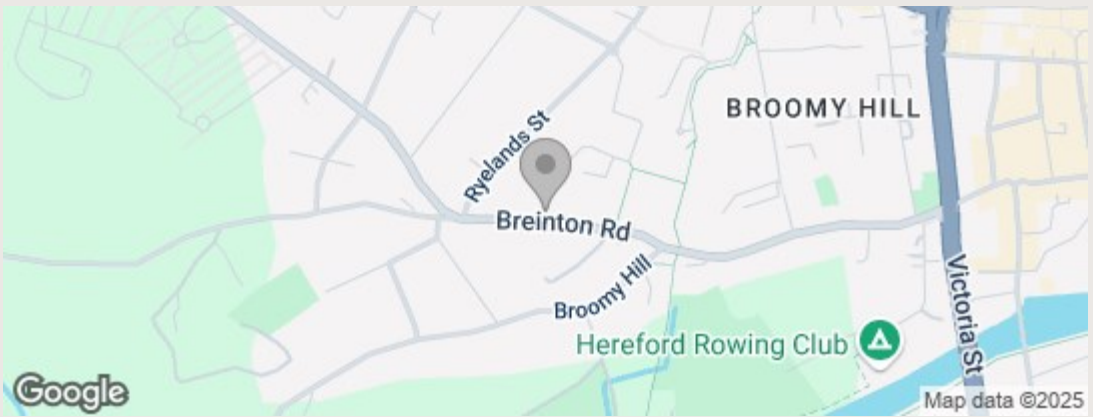 BROOMY HILL
Ryelands St
Breinton Rd
Broomy Hill
Victoria St
Hereford Rowing Club
Google
Map data ©2025